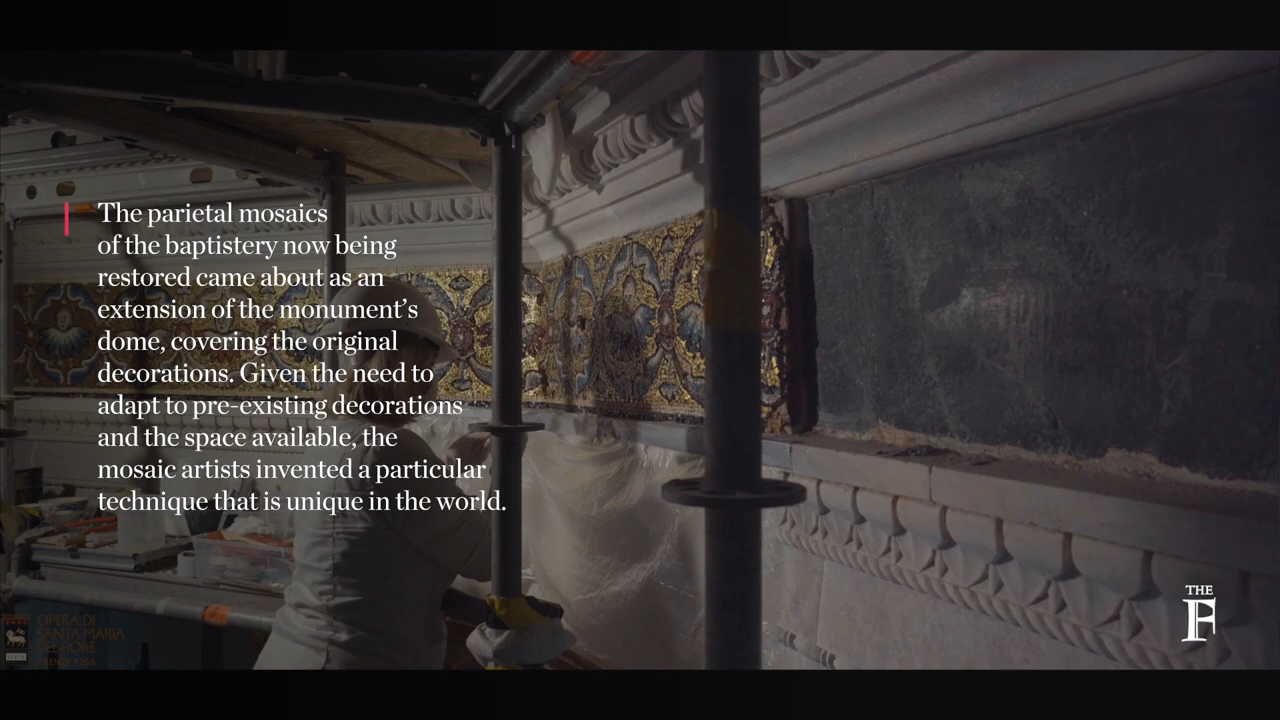 The parietal mosaics
of the baptistery now being
restored came about as an
extension of the monument’s
dome, covering the original
decorations. Given the need to
adapt to pre-existing decorations
and the space available, the
mosaic artists invented a particular
technique that is unique in the world.
THE
F
OPERA DI
SANTA MARIA
DEL FIORE
FIRENZE 1296